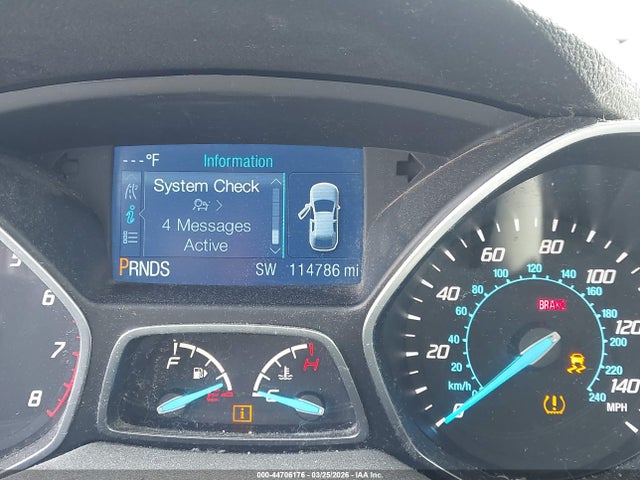 ---°F Information
System Check
4 Messages
Active
PRNDS SW 114786 mi
5
6
7
8
F
C
0
20
40
60
80
100
120
140
MPH
km/h
20
40
60
80
100
120
140
160
180
200
220
240
BRAKE
000-44706176 | 03/25/2026 - IAA Inc.